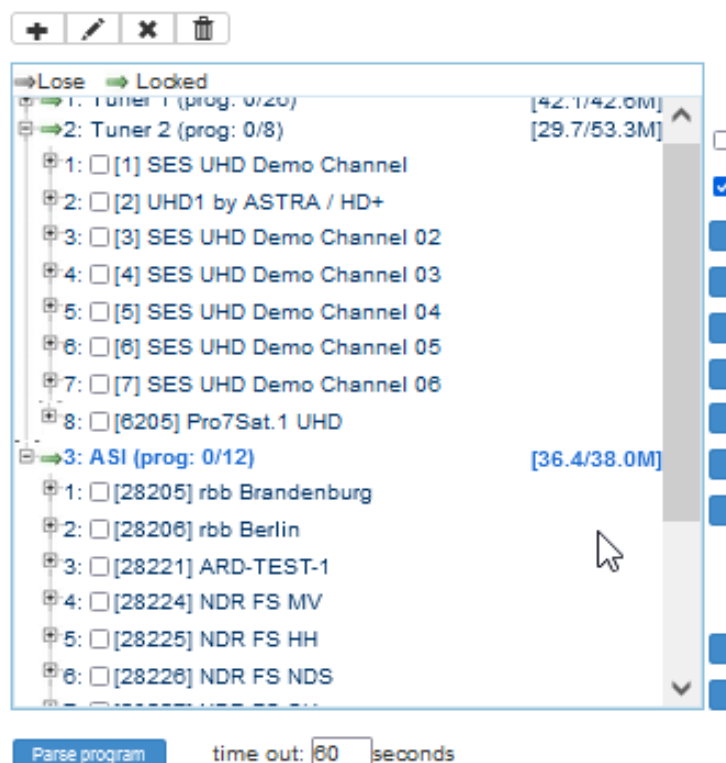 ⇒Lose ⇒ Locked
1: Tuner 1 (prog: 0/26) [42.1/42.6M]
2: Tuner 2 (prog: 0/8) [29.7/53.3M]
1: [1] SES UHD Demo Channel
2: [2] UHD1 by ASTRA / HD+
3: [3] SES UHD Demo Channel 02
4: [4] SES UHD Demo Channel 03
5: [5] SES UHD Demo Channel 04
6: [6] SES UHD Demo Channel 05
7: [7] SES UHD Demo Channel 06
8: [6205] Pro7Sat.1 UHD
3: ASI (prog: 0/12) [36.4/38.0M]
1: [28205] rbb Brandenburg
2: [28206] rbb Berlin
3: [28221] ARD-TEST-1
4: [28224] NDR FS MV
5: [28225] NDR FS HH
6: [28226] NDR FS NDS
Parse program time out: 60 seconds